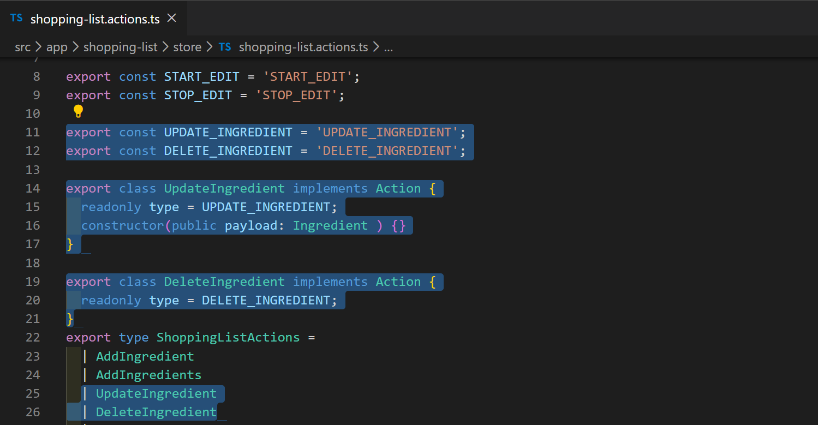 TS shopping-list.actions.ts ×
src > app > shopping-list > store > TS shopping-list.actions.ts > ...
7
8 export const START_EDIT = 'START_EDIT';
9 export const STOP_EDIT = 'STOP_EDIT';
10
11 export const UPDATE_INGREDIENT = 'UPDATE_INGREDIENT';
12 export const DELETE_INGREDIENT = 'DELETE_INGREDIENT';
13
14 export class UpdateIngredient implements Action {
15   readonly type = UPDATE_INGREDIENT;
16   constructor(public payload: Ingredient ) {}
17 }
18
19 export class DeleteIngredient implements Action {
20   readonly type = DELETE_INGREDIENT;
21 }
22 export type ShoppingListActions =
23   | AddIngredient
24   | AddIngredients
25   | UpdateIngredient
26   | DeleteIngredient